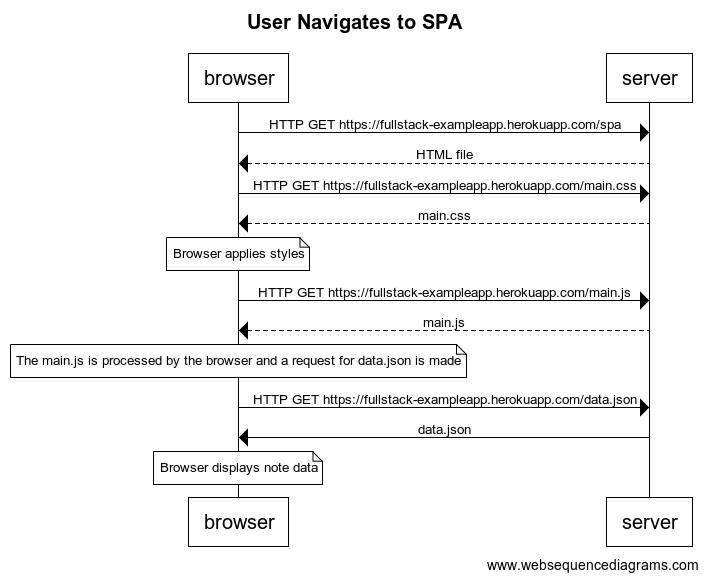 User Navigates to SPA
browser
server
HTTP GET https://fullstack-exampleapp.herokuapp.com/spa
HTML file
HTTP GET https://fullstack-exampleapp.herokuapp.com/main.css
main.css
Browser applies styles
HTTP GET https://fullstack-exampleapp.herokuapp.com/main.js
main.js
The main.js is processed by the browser and a request for data.json is made
HTTP GET https://fullstack-exampleapp.herokuapp.com/data.json
data.json
Browser displays note data
browser
server
www.websequencediagrams.com